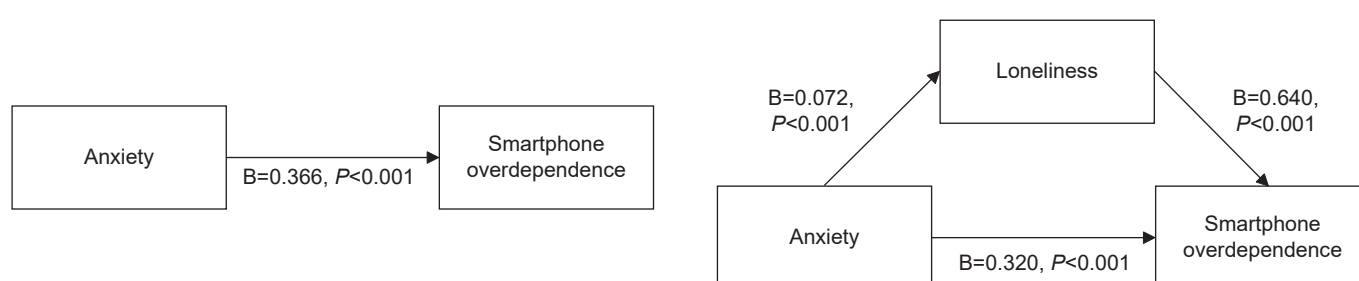 Anxiety
B=0.366, P<0.001
Smartphone
overdependence
Loneliness
B=0.072,
P<0.001
B=0.640,
P<0.001
Anxiety
B=0.320, P<0.001
Smartphone
overdependence